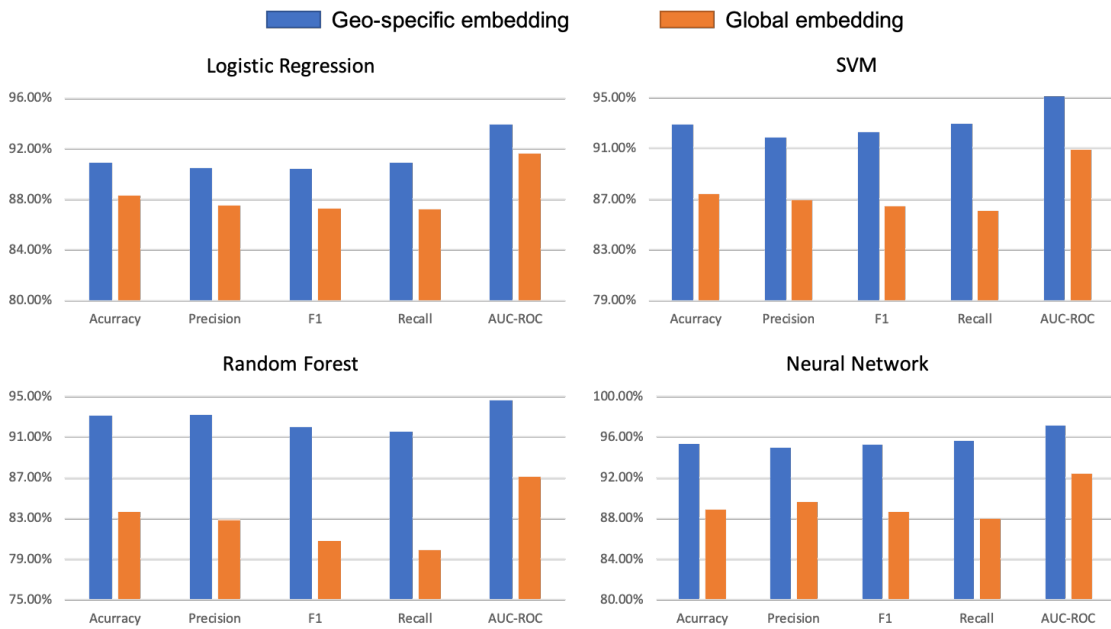 Geo-specific embedding Global embedding
Logistic Regression
96.00%
92.00%
88.00%
84.00%
80.00%
Acurracy Precision F1 Recall AUC-ROC
SVM
95.00%
91.00%
87.00%
83.00%
79.00%
Acurracy Precision F1 Recall AUC-ROC
Random Forest
95.00%
91.00%
87.00%
83.00%
79.00%
75.00%
Acurracy Precision F1 Recall AUC-ROC
Neural Network
100.00%
96.00%
92.00%
88.00%
84.00%
80.00%
Acurracy Precision F1 Recall AUC-ROC